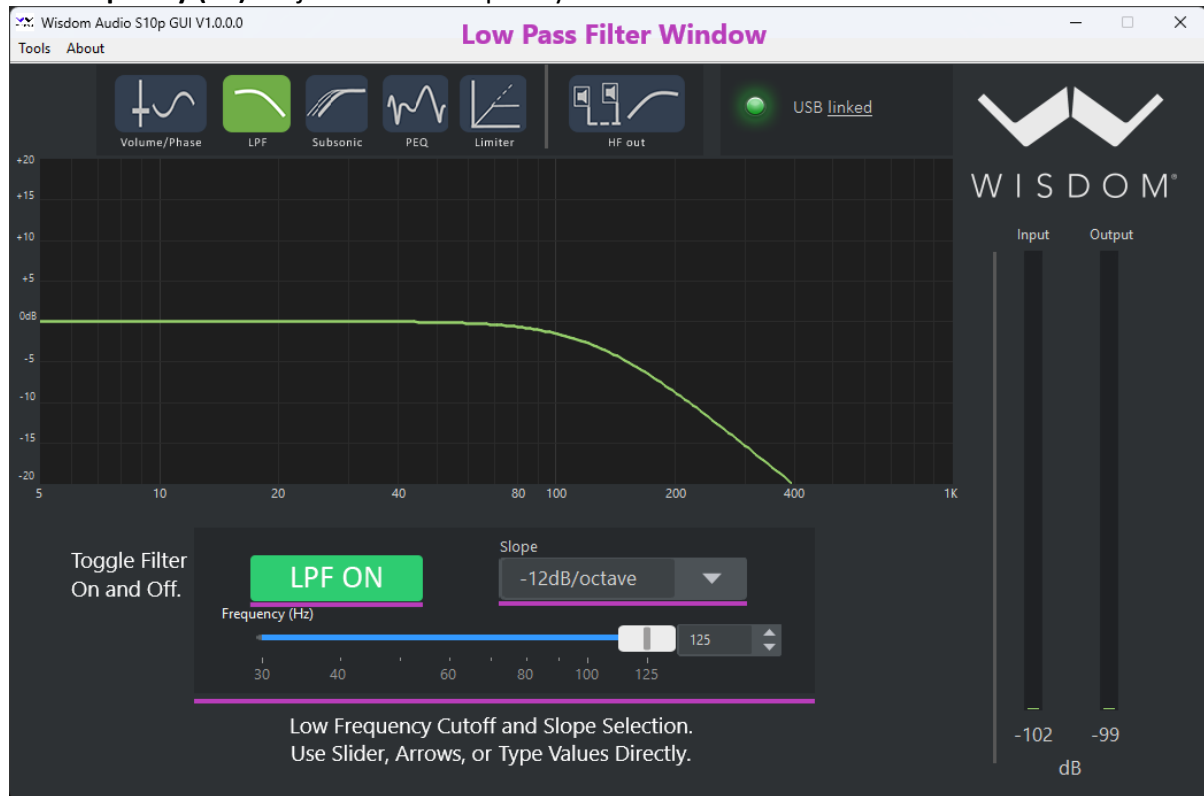 Wisdom Audio S10p GUI V1.0.0.0
Low Pass Filter Window
Tools About
Volume/Phase LPF Subsonic PEQ Limiter HF out
USB linked
WISDOM®
Input Output
+20
+15
+10
+5
0dB
-5
-10
-15
-20
5 10 20 40 80 100 200 400 1K
Toggle Filter
On and Off.
LPF ON
Slope
-12dB/octave
Frequency (Hz)
125
30 40 60 80 100 125
Low Frequency Cutoff and Slope Selection.
Use Slider, Arrows, or Type Values Directly.
-102 -99
dB